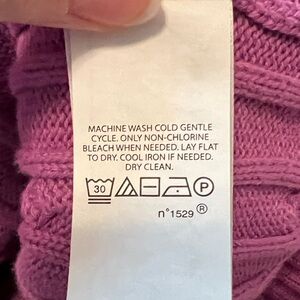 MACHINE WASH COLD GENTLE
CYCLE. ONLY NON-CHLORINE
BLEACH WHEN NEEDED. LAY FLAT
TO DRY. COOL IRON IF NEEDED.
DRY CLEAN.
30 P
n°1529 ®